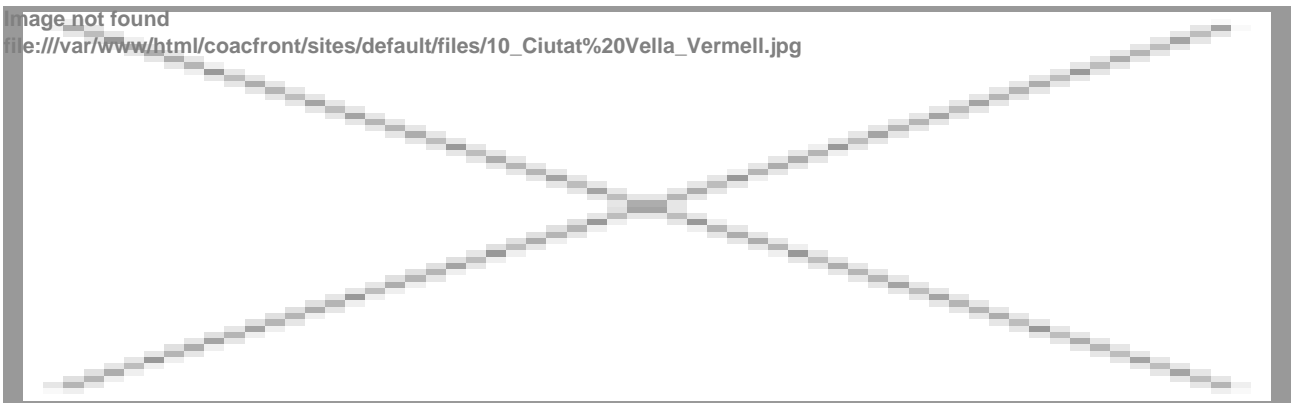 Image not found
file:///var/www/html/coacfront/sites/default/files/10_Ciutat%20Vella_Vermell.jpg